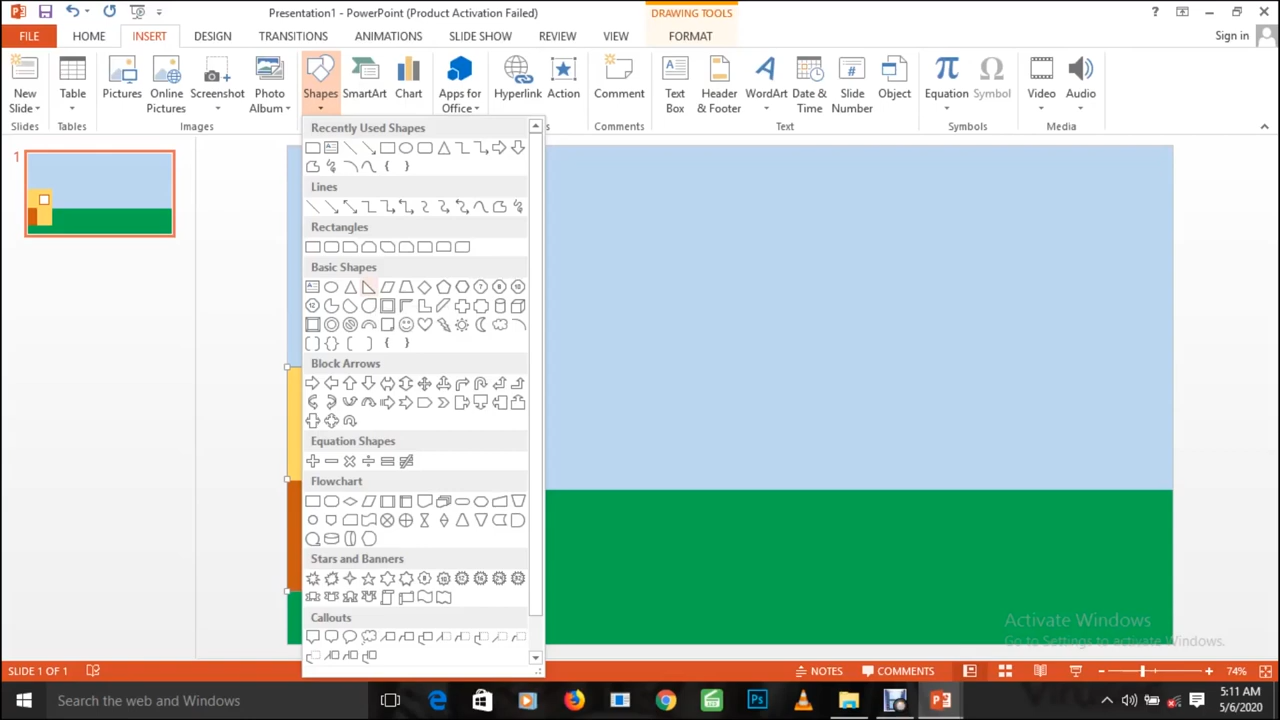 Presentation1 - PowerPoint (Product Activation Failed)
DRAWING TOOLS
?
FILE
HOME
INSERT
DESIGN
TRANSITIONS
ANIMATIONS
SLIDE SHOW
REVIEW
VIEW
FORMAT
Sign in
New Slide
Table
Pictures
Online Pictures
Screenshot
Photo Album
Shapes
SmartArt
Chart
Apps for Office
Hyperlink
Action
Comment
Text Box
Header & Footer
WordArt
Date & Time
Slide Number
Object
Equation
Symbol
Video
Audio
Slides
Tables
Images
Comments
Text
Symbols
Media
1
Recently Used Shapes
Lines
Rectangles
Basic Shapes
Block Arrows
Equation Shapes
Flowchart
Stars and Banners
Callouts
Activate Windows
Go to Settings to activate Windows.
SLIDE 1 OF 1
NOTES
COMMENTS
74%
Search the web and Windows
Ps
5:11 AM
5/6/2020